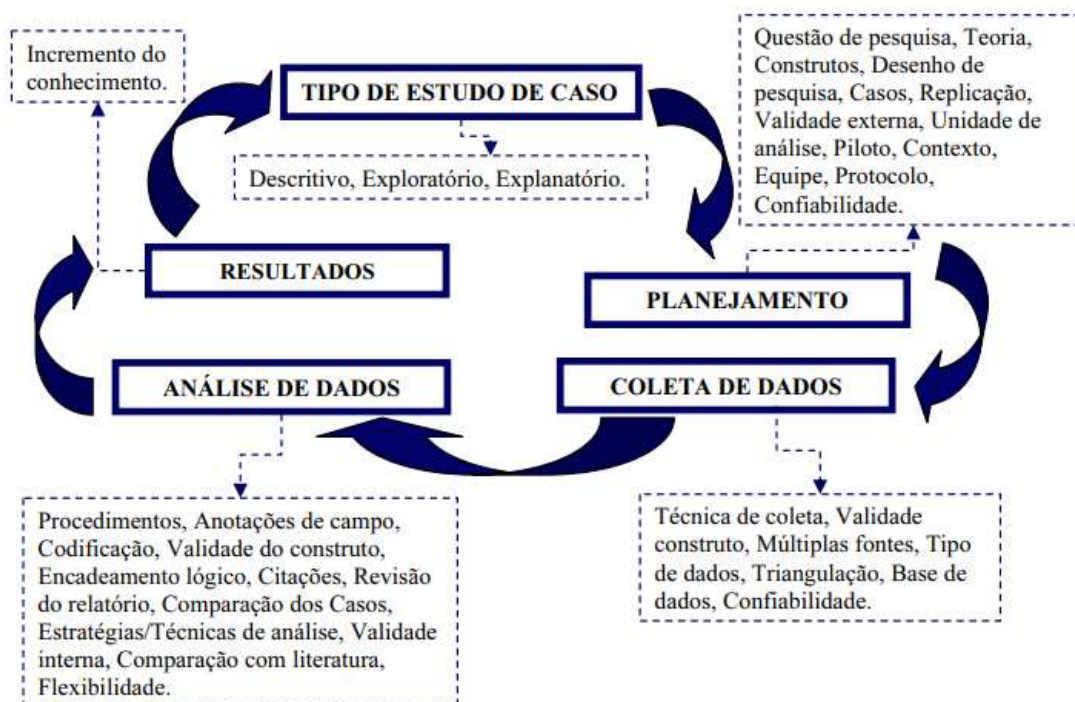 Incremento do
conhecimento.
TIPO DE ESTUDO DE CASO
Descritivo, Exploratório, Explanatório.
Questão de pesquisa, Teoria,
Construtos, Desenho de
pesquisa, Casos, Replicação,
Validade externa, Unidade de
análise, Piloto, Contexto,
Equipe, Protocolo,
Confiabilidade.
RESULTADOS
PLANEJAMENTO
ANÁLISE DE DADOS
COLETA DE DADOS
Procedimentos, Anotações de campo,
Codificação, Validade do construto,
Encadeamento lógico, Citações, Revisão
do relatório, Comparação dos Casos,
Estratégias/Técnicas de análise, Validade
interna, Comparação com literatura,
Flexibilidade.
Técnica de coleta, Validade
construto, Múltiplas fontes, Tipo
de dados, Triangulação, Base de
dados, Confiabilidade.